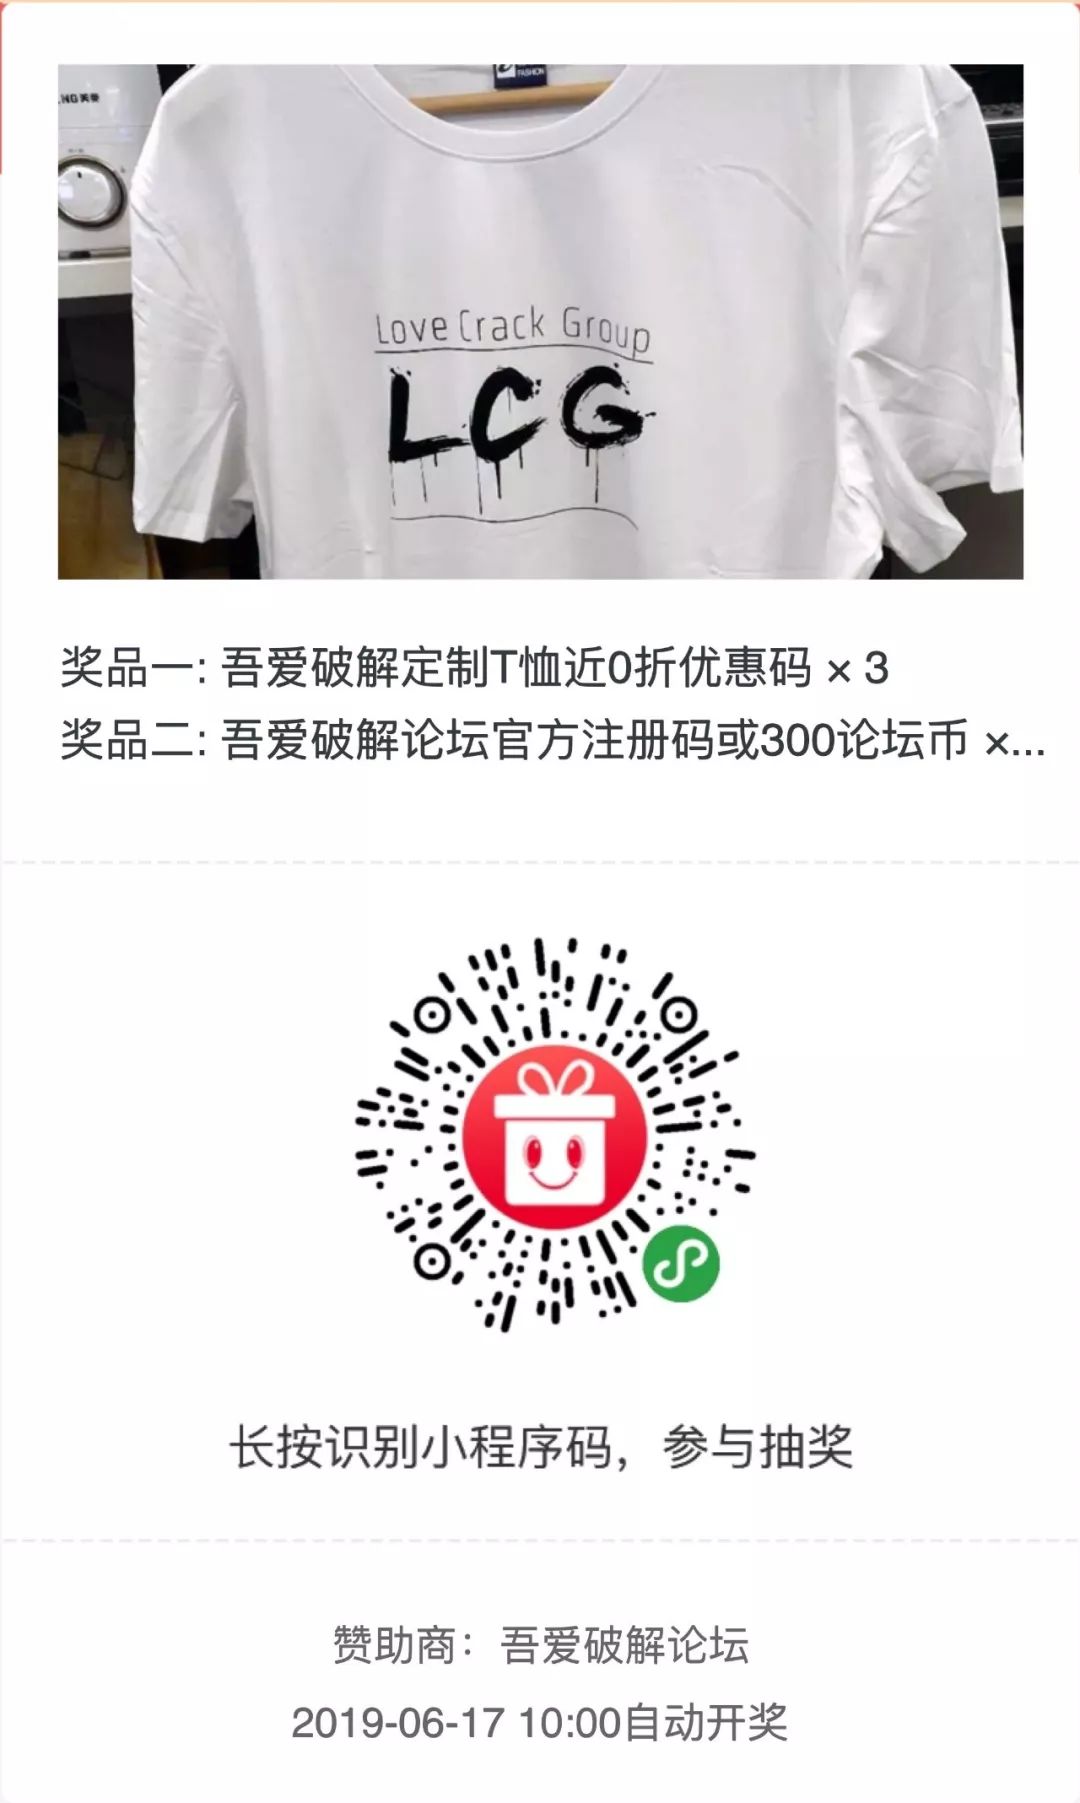 FASHION
Love Crack Group
LCG
奖品一: 吾爱破解定制T恤近0折优惠码 × 3
奖品二: 吾爱破解论坛官方注册码或300论坛币 ×...
长按识别小程序码，参与抽奖
赞助商：吾爱破解论坛
2019-06-17 10:00自动开奖